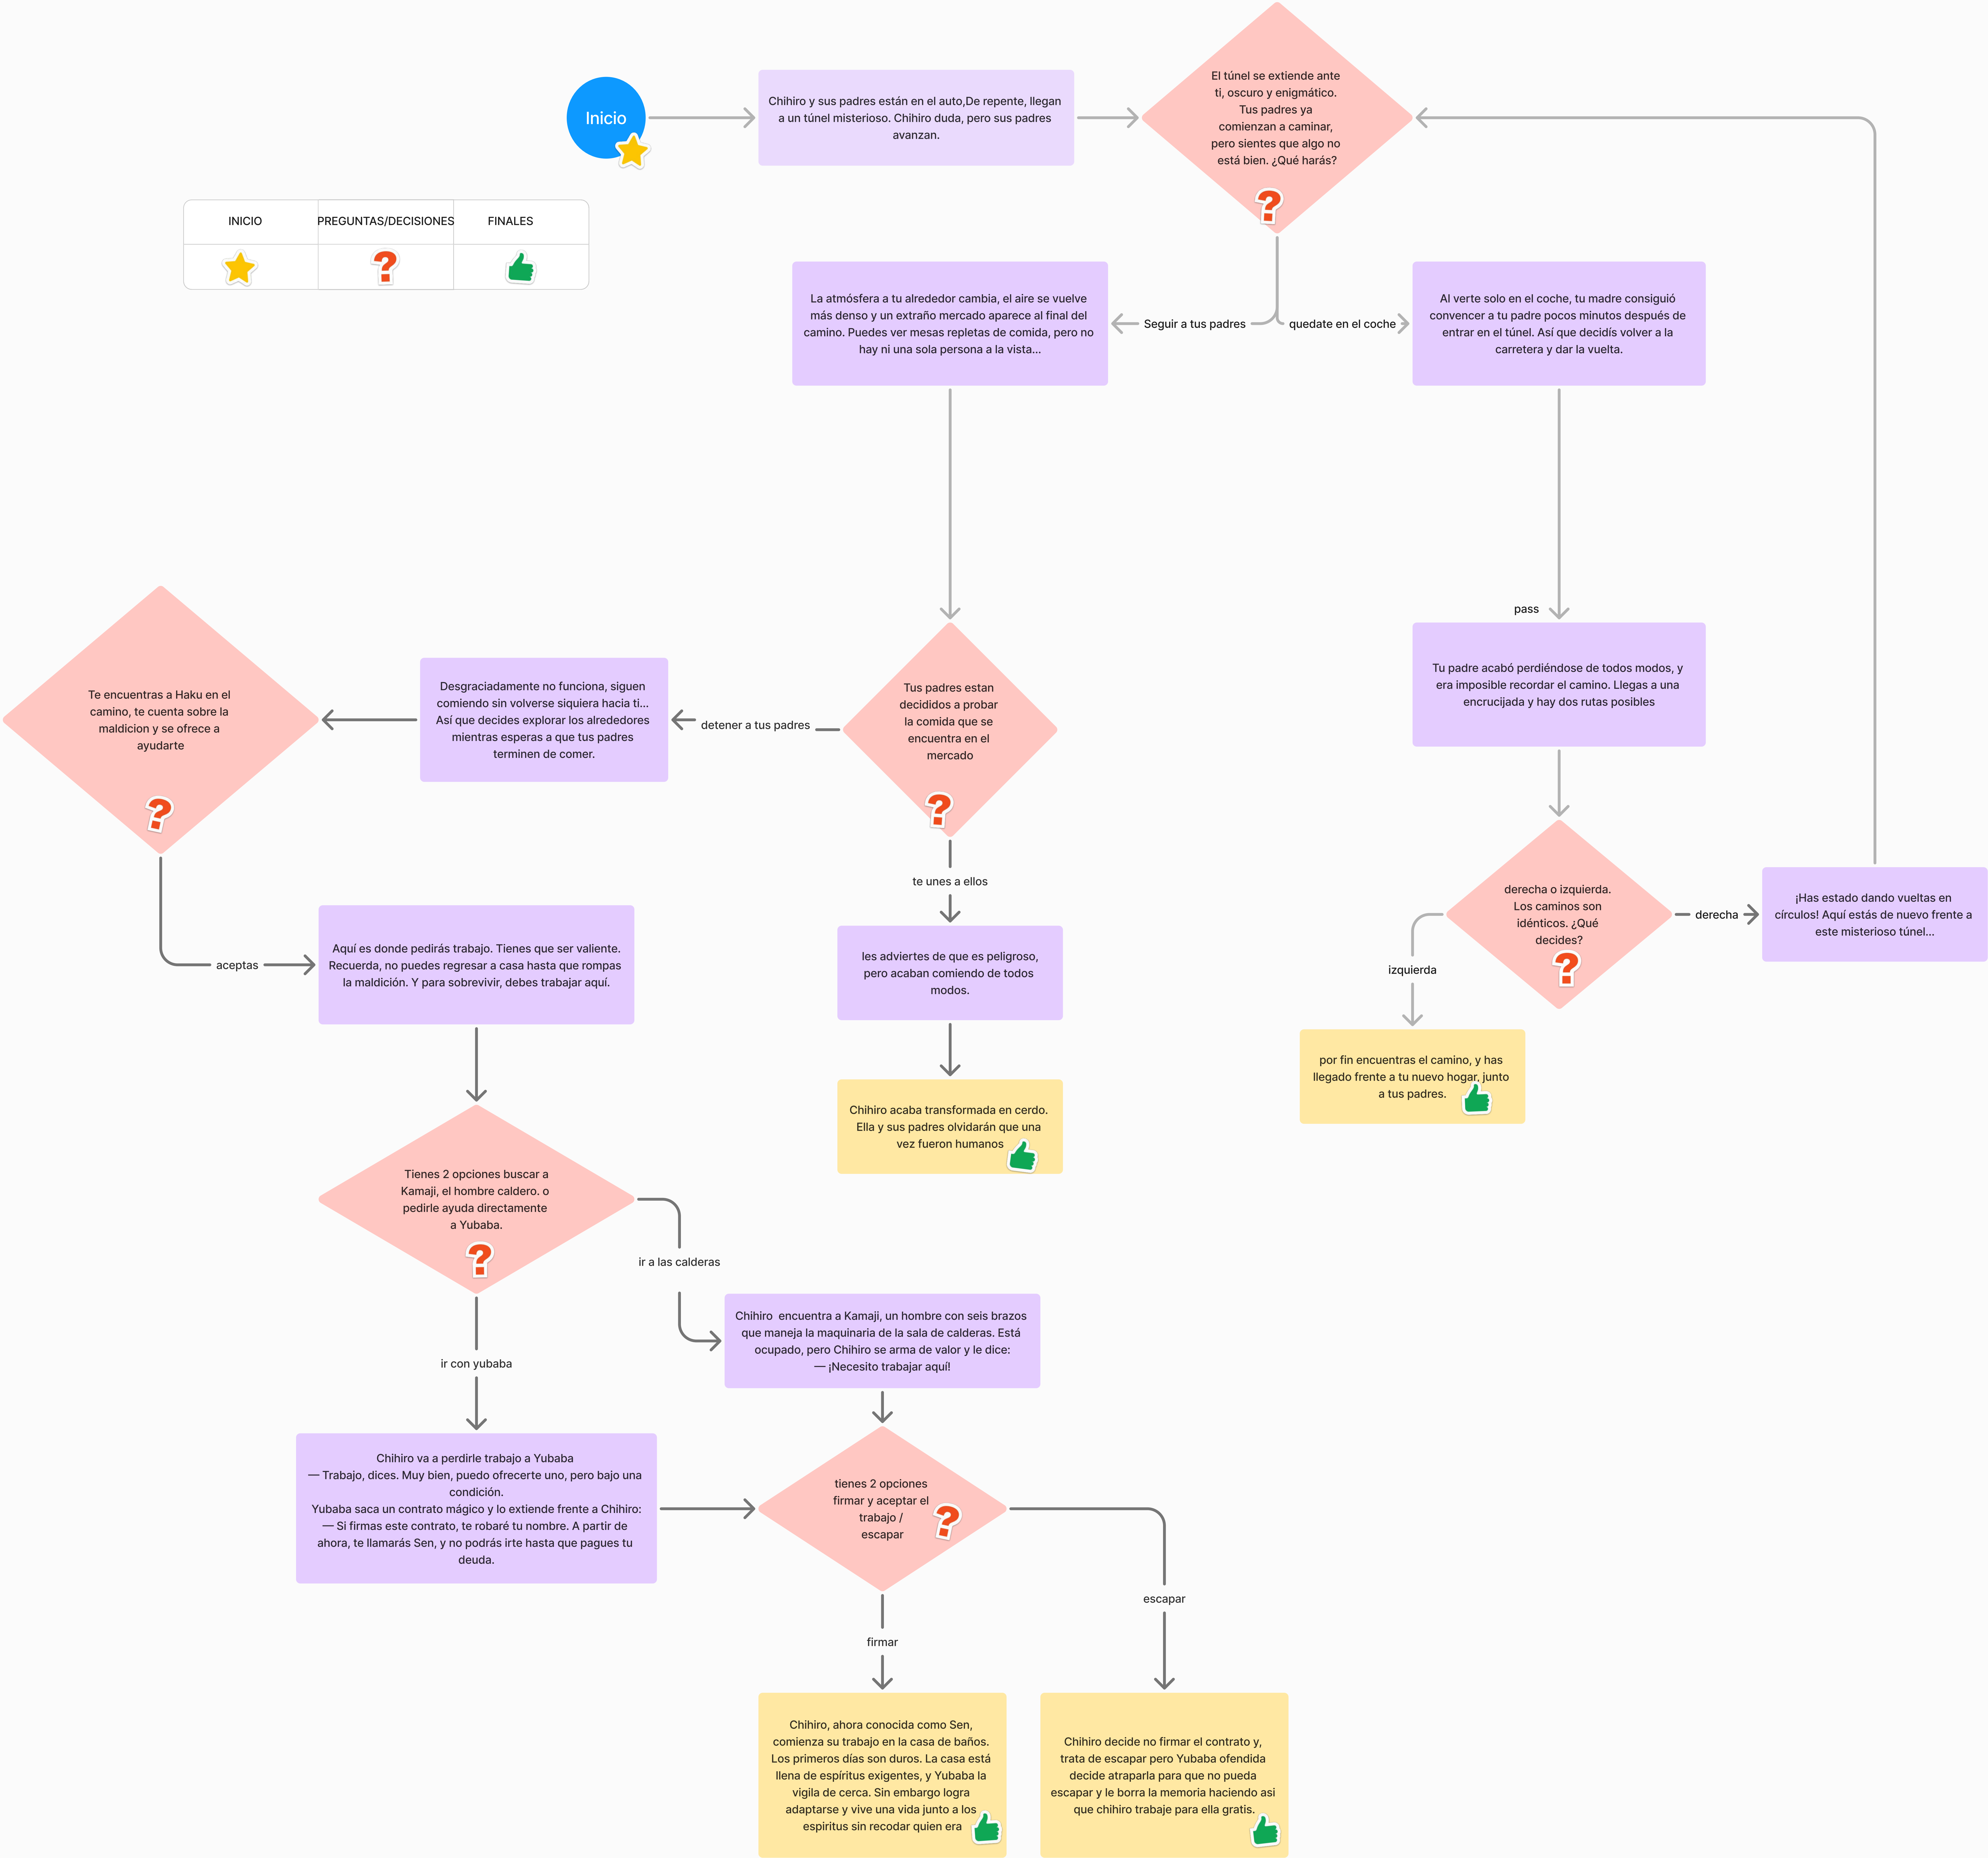 Inicio
Chihiro y sus padres están en el auto,De repente, llegan
a un túnel misterioso. Chihiro duda, pero sus padres
avanzan.
El túnel se extiende ante
ti, oscuro y enigmático.
Tus padres ya
comienzan a caminar,
pero sientes que algo no
está bien. ¿Qué harás?
INICIO
PREGUNTAS/DECISIONES
FINALES
La atmósfera a tu alrededor cambia, el aire se vuelve
más denso y un extraño mercado aparece al final del
camino. Puedes ver mesas repletas de comida, pero no
hay ni una sola persona a la vista...
Seguir a tus padres
quedate en el coche
Al verte solo en el coche, tu madre consiguió
convencer a tu padre pocos minutos después de
entrar en el túnel. Así que decidís volver a la
carretera y dar la vuelta.
pass
Te encuentras a Haku en el
camino, te cuenta sobre la
maldicion y se ofrece a
ayudarte
Desgraciadamente no funciona, siguen
comiendo sin volverse siquiera hacia ti...
Así que decides explorar los alrededores
mientras esperas a que tus padres
terminen de comer.
detener a tus padres
Tus padres estan
decididos a probar
la comida que se
encuentra en el
mercado
Tu padre acabó perdiéndose de todos modos, y
era imposible recordar el camino. Llegas a una
encrucijada y hay dos rutas posibles
te unes a ellos
derecha o izquierda.
Los caminos son
idénticos. ¿Qué
decides?
derecha
¡Has estado dando vueltas en
círculos! Aquí estás de nuevo frente a
este misterioso túnel...
aceptas
Aquí es donde pedirás trabajo. Tienes que ser valiente.
Recuerda, no puedes regresar a casa hasta que rompas
la maldición. Y para sobrevivir, debes trabajar aquí.
les adviertes de que es peligroso,
pero acaban comiendo de todos
modos.
izquierda
por fin encuentras el camino, y has
llegado frente a tu nuevo hogar, junto
a tus padres.
Chihiro acaba transformada en cerdo.
Ella y sus padres olvidarán que una
vez fueron humanos
Tienes 2 opciones buscar a
Kamaji, el hombre caldero. o
pedirle ayuda directamente
a Yubaba.
ir a las calderas
Chihiro  encuentra a Kamaji, un hombre con seis brazos
que maneja la maquinaria de la sala de calderas. Está
ocupado, pero Chihiro se arma de valor y le dice:
— ¡Necesito trabajar aquí!
ir con yubaba
Chihiro va a perdirle trabajo a Yubaba
— Trabajo, dices. Muy bien, puedo ofrecerte uno, pero bajo una
condición.
Yubaba saca un contrato mágico y lo extiende frente a Chihiro:
— Si firmas este contrato, te robaré tu nombre. A partir de
ahora, te llamarás Sen, y no podrás irte hasta que pagues tu
deuda.
tienes 2 opciones
firmar y aceptar el
trabajo /
escapar
escapar
firmar
Chihiro, ahora conocida como Sen,
comienza su trabajo en la casa de baños.
Los primeros días son duros. La casa está
llena de espíritus exigentes, y Yubaba la
vigila de cerca. Sin embargo logra
adaptarse y vive una vida junto a los
espiritus sin recodar quien era
Chihiro decide no firmar el contrato y,
trata de escapar pero Yubaba ofendida
decide atraparla para que no pueda
escapar y le borra la memoria haciendo asi
que chihiro trabaje para ella gratis.